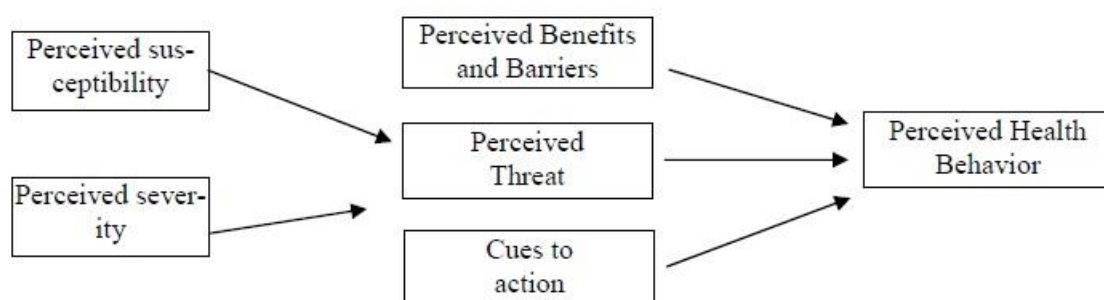 Perceived sus-
ceptibility
Perceived sever-
ity
Perceived Benefits
and Barriers
Perceived
Threat
Cues to
action
Perceived Health
Behavior